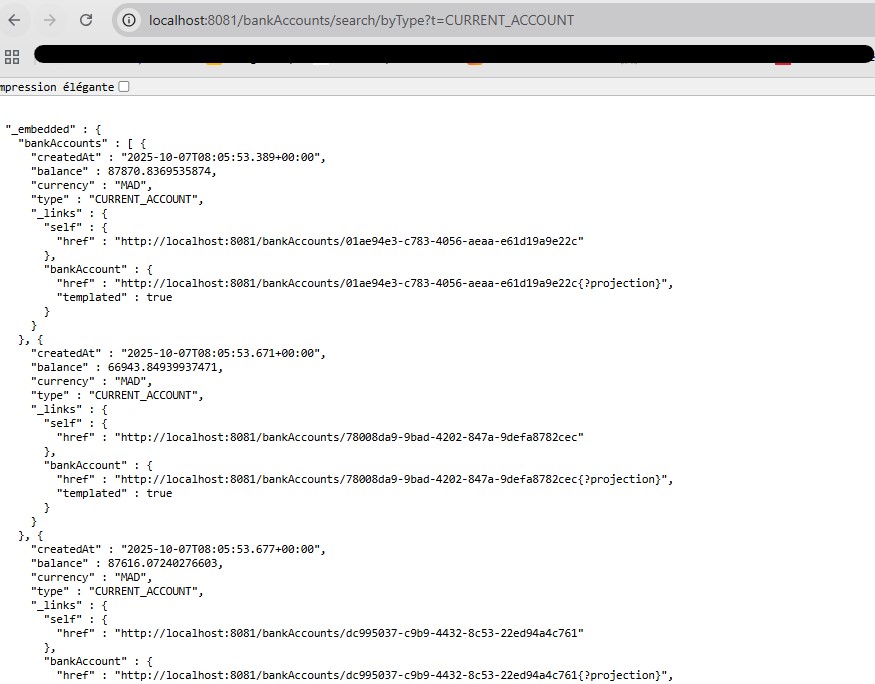 localhost:8081/bankAccounts/search/byType?t=CURRENT_ACCOUNT
mpression élégante
"_embedded" : {
"bankAccounts" : [ {
"createdAt" : "2025-10-07T08:05:53.389+00:00",
"balance" : 87870.8369535874,
"currency" : "MAD",
"type" : "CURRENT_ACCOUNT",
"_links" : {
"self" : {
"href" : "http://localhost:8081/bankAccounts/01ae94e3-c783-4056-aeaa-e61d19a9e22c"
},
"bankAccount" : {
"href" : "http://localhost:8081/bankAccounts/01ae94e3-c783-4056-aeaa-e61d19a9e22c{?projection}",
"templated" : true
}
}
}, {
"createdAt" : "2025-10-07T08:05:53.671+00:00",
"balance" : 66943.84939937471,
"currency" : "MAD",
"type" : "CURRENT_ACCOUNT",
"_links" : {
"self" : {
"href" : "http://localhost:8081/bankAccounts/78008da9-9bad-4202-847a-9defa8782cec"
},
"bankAccount" : {
"href" : "http://localhost:8081/bankAccounts/78008da9-9bad-4202-847a-9defa8782cec{?projection}",
"templated" : true
}
}
}, {
"createdAt" : "2025-10-07T08:05:53.677+00:00",
"balance" : 87616.07240276603,
"currency" : "MAD",
"type" : "CURRENT_ACCOUNT",
"_links" : {
"self" : {
"href" : "http://localhost:8081/bankAccounts/dc995037-c9b9-4432-8c53-22ed94a4c761"
},
"bankAccount" : {
"href" : "http://localhost:8081/bankAccounts/dc995037-c9b9-4432-8c53-22ed94a4c761{?projection}",